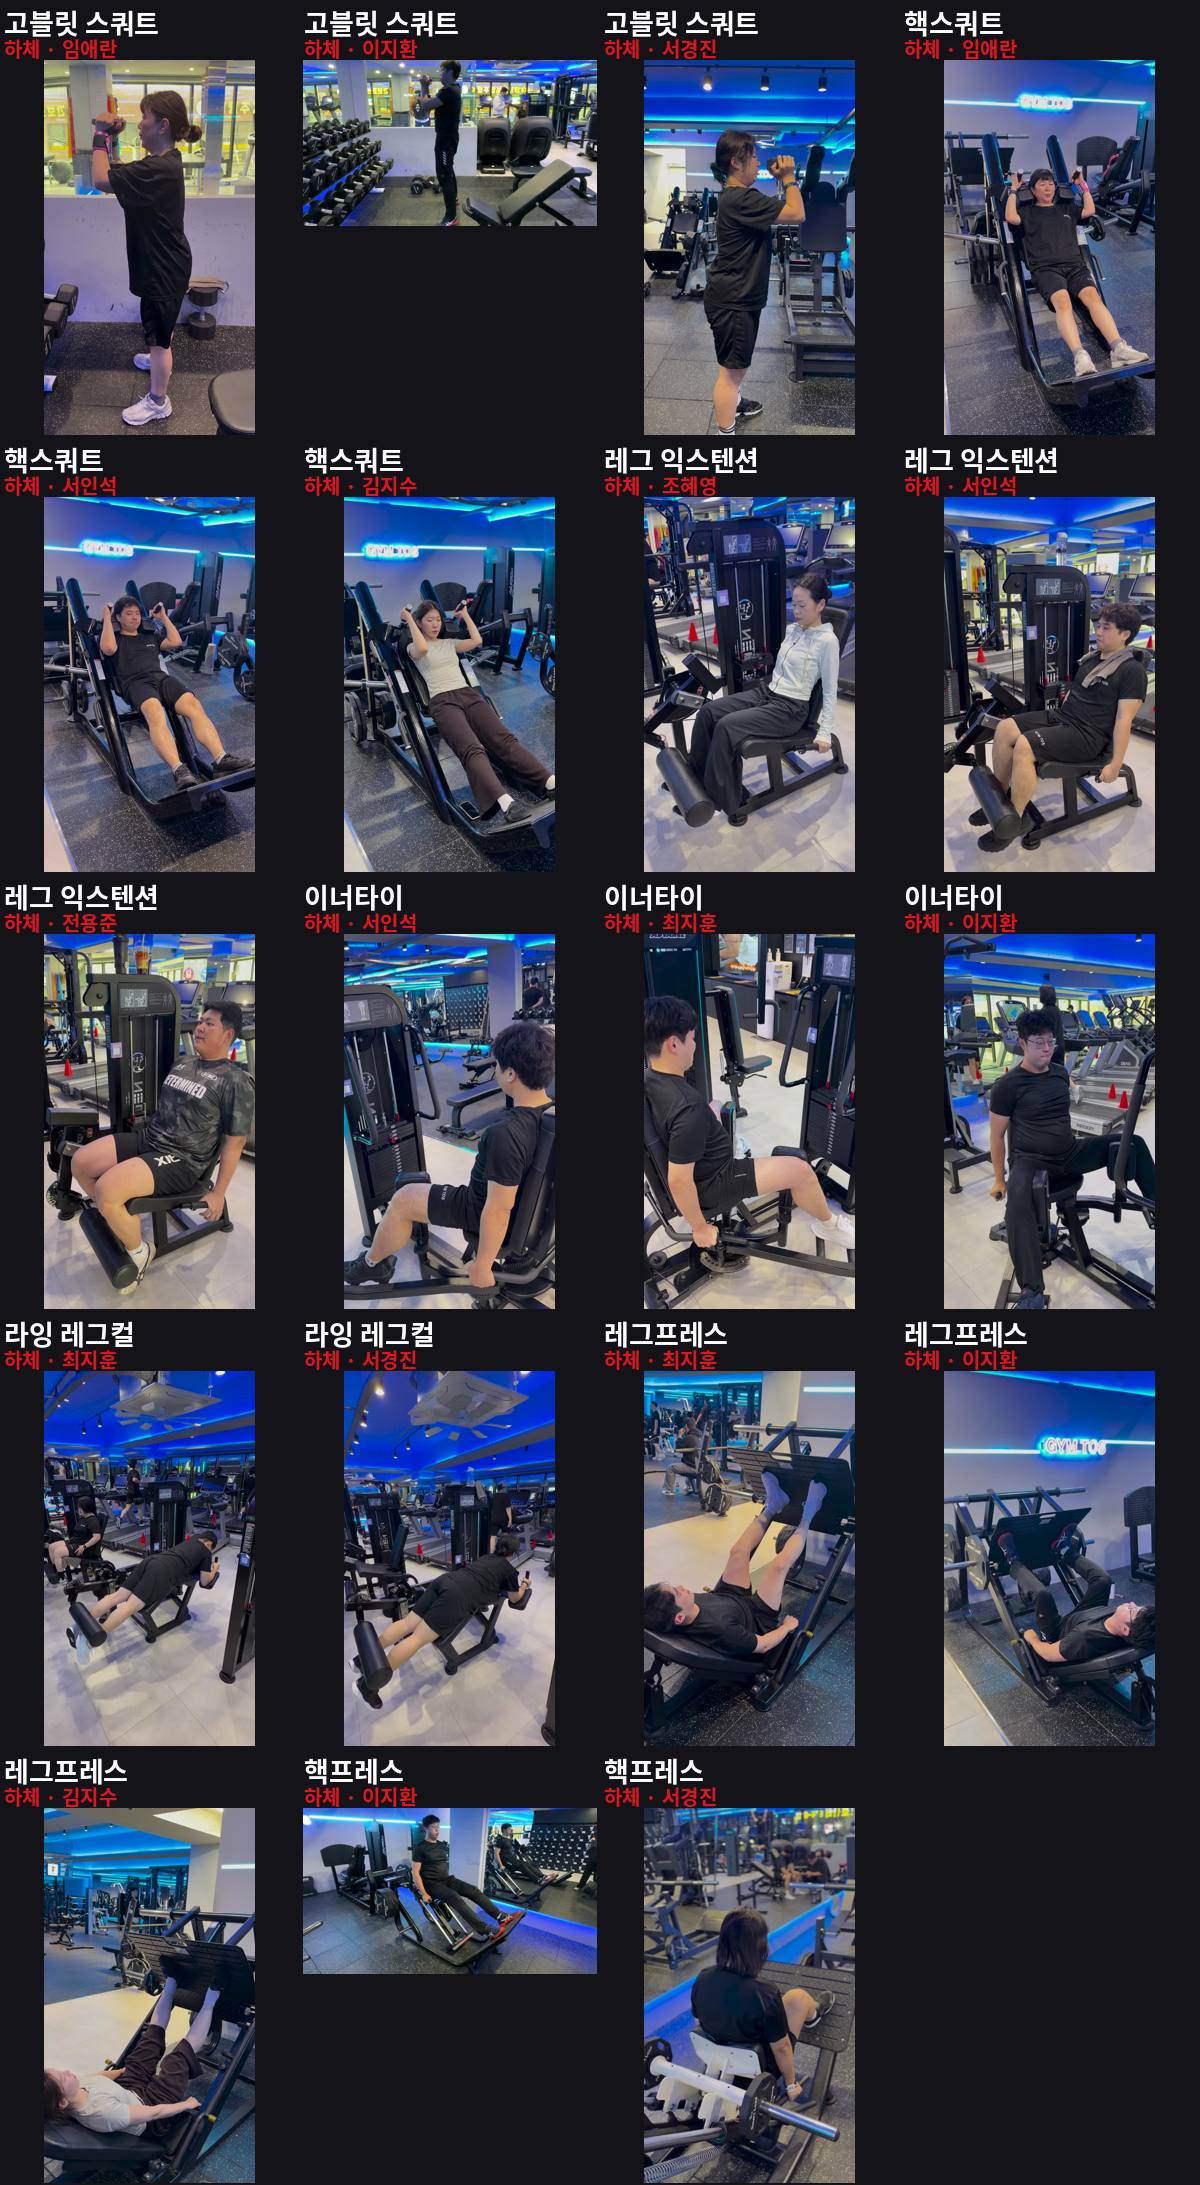 고블릿 스쿼트
하체 · 임애란
고블릿 스쿼트
하체 · 이지환
고블릿 스쿼트
하체 · 서경진
핵스쿼트
하체 · 임애란
GYM.TOS
핵스쿼트
하체 · 서인석
GYM.TOS
핵스쿼트
하체 · 김지수
GYM.TOS
레그 익스텐션
하체 · 조혜영
레그 익스텐션
하체 · 서인석
레그 익스텐션
하체 · 전용준
DETERMINED
이너타이
하체 · 서인석
이너타이
하체 · 최지훈
이너타이
하체 · 이지환
라잉 레그컬
하체 · 최지훈
라잉 레그컬
하체 · 서경진
레그프레스
하체 · 최지훈
레그프레스
하체 · 이지환
GYM.TOS
레그프레스
하체 · 김지수
핵프레스
하체 · 이지환
핵프레스
하체 · 서경진